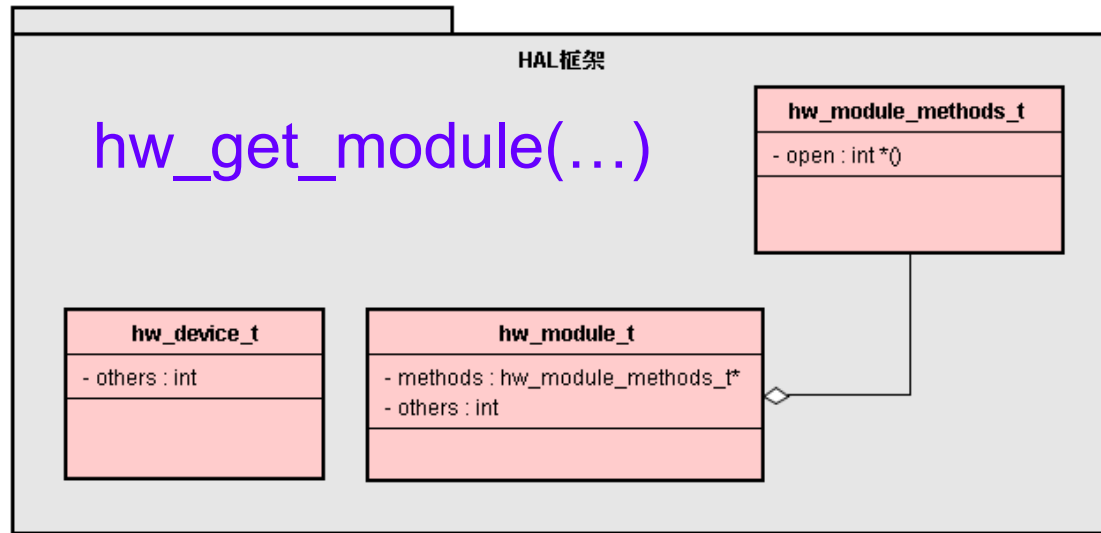 HAL框架
hw_get_module(…)
hw_module_methods_t
- open : int *()
hw_device_t
- others : int
hw_module_t
- methods : hw_module_methods_t*
- others : int